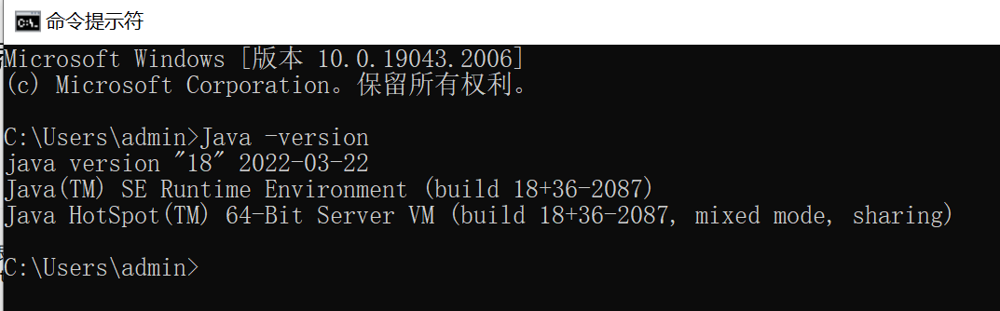 命令提示符
Microsoft Windows [版本 10.0.19043.2006]
(c) Microsoft Corporation。保留所有权利。
C:\Users\admin>Java -version
java version "18" 2022-03-22
Java(TM) SE Runtime Environment (build 18+36-2087)
Java HotSpot(TM) 64-Bit Server VM (build 18+36-2087, mixed mode, sharing)
C:\Users\admin>